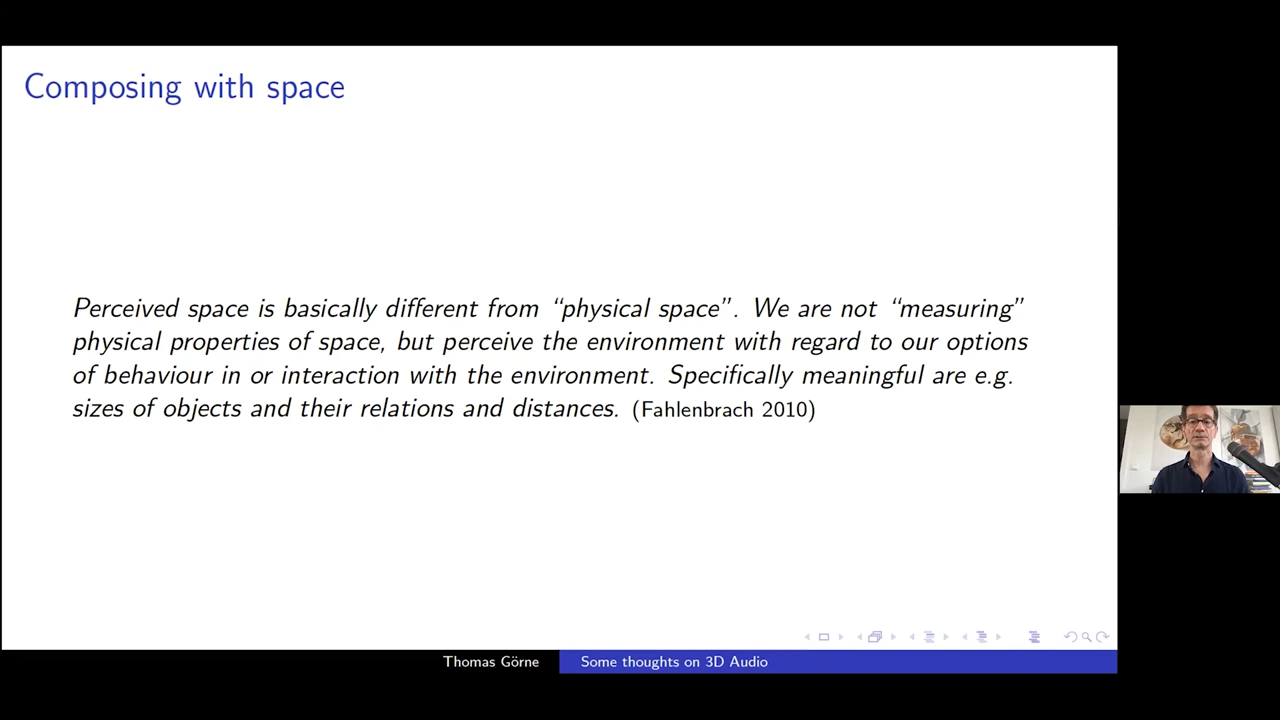 Composing with space
Perceived space is basically different from “physical space”. We are not “measuring”
physical properties of space, but perceive the environment with regard to our options
of behaviour in or interaction with the environment. Specifically meaningful are e.g.
sizes of objects and their relations and distances. (Fahlenbrach 2010)
Thomas Görne
Some thoughts on 3D Audio